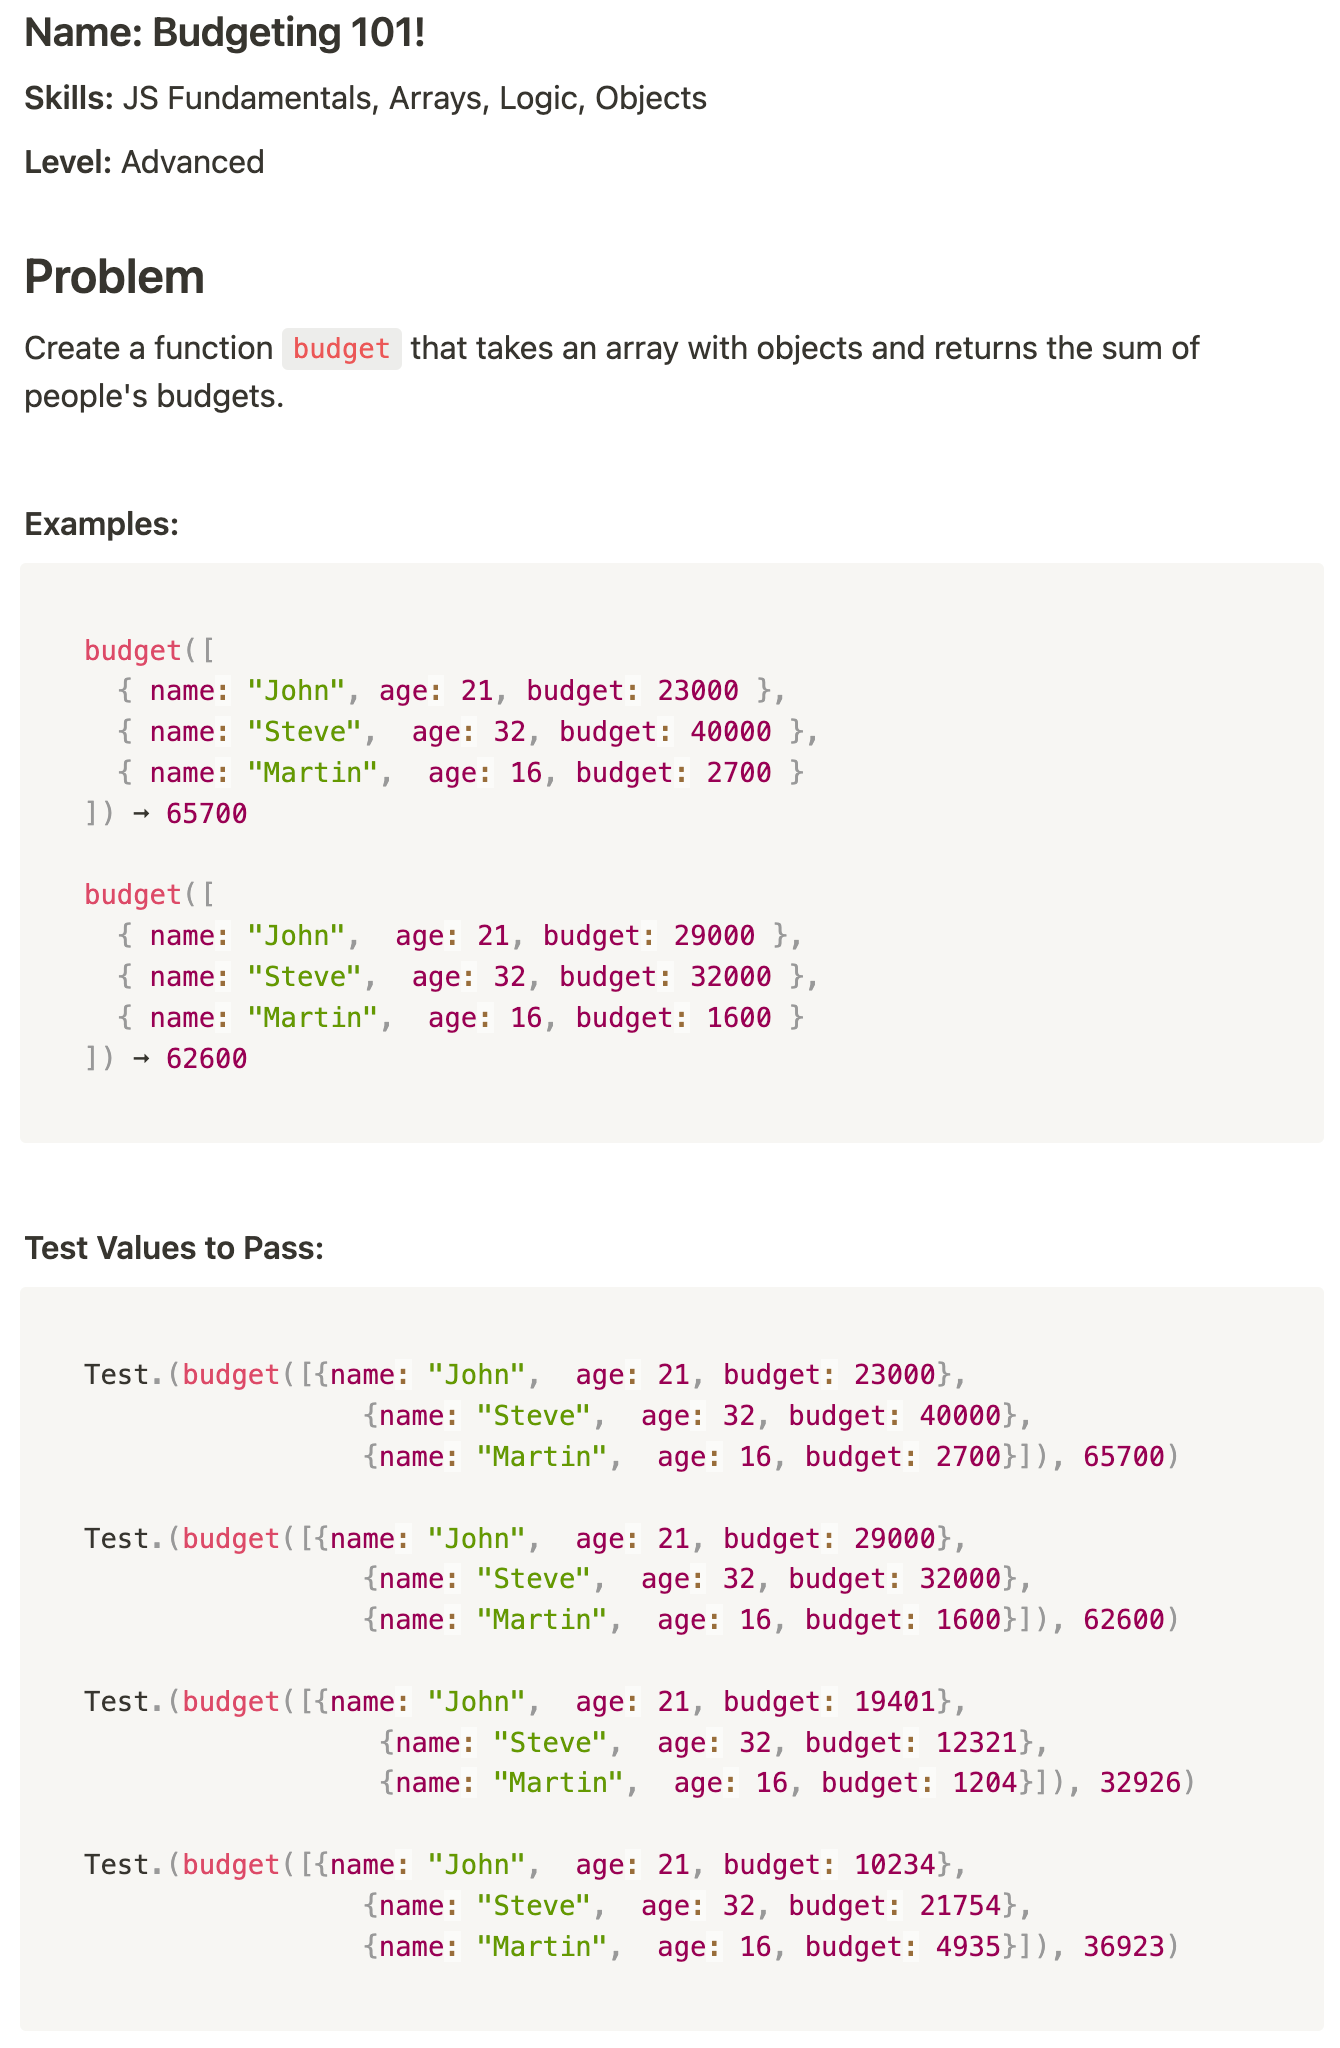 Name: Budgeting 101!
Skills: JS Fundamentals, Arrays, Logic, Objects
Level: Advanced
Problem
Create a function budget that takes an array with objects and returns the sum of
people's budgets.
Examples:
budget([
  { name: "John", age: 21, budget: 23000 },
  { name: "Steve",  age: 32, budget: 40000 },
  { name: "Martin",  age: 16, budget: 2700 }
]) → 65700
budget([
  { name: "John",  age: 21, budget: 29000 },
  { name: "Steve",  age: 32, budget: 32000 },
  { name: "Martin",  age: 16, budget: 1600 }
]) → 62600
Test Values to Pass:
Test.(budget([{name: "John",  age: 21, budget: 23000},
                 {name: "Steve",  age: 32, budget: 40000},
                 {name: "Martin",  age: 16, budget: 2700}]), 65700)
Test.(budget([{name: "John",  age: 21, budget: 29000},
                 {name: "Steve",  age: 32, budget: 32000},
                 {name: "Martin",  age: 16, budget: 1600}]), 62600)
Test.(budget([{name: "John",  age: 21, budget: 19401},
                  {name: "Steve",  age: 32, budget: 12321},
                  {name: "Martin",  age: 16, budget: 1204}]), 32926)
Test.(budget([{name: "John",  age: 21, budget: 10234},
                 {name: "Steve",  age: 32, budget: 21754},
                 {name: "Martin",  age: 16, budget: 4935}]), 36923)